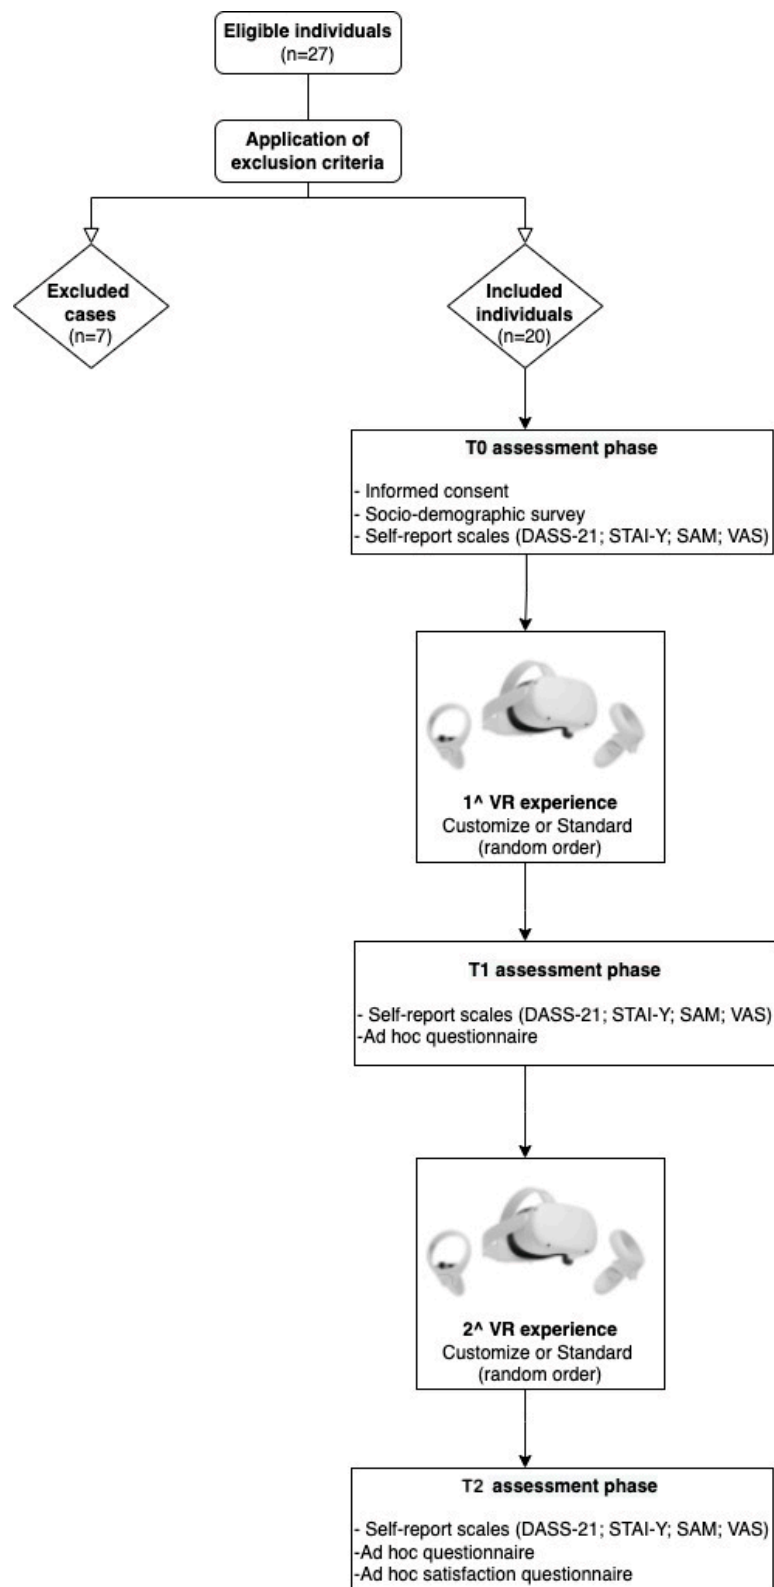 Eligible individuals
(n=27)
Application of
exclusion criteria
Excluded
cases
(n=7)
Included
individuals
(n=20)
T0 assessment phase
- Informed consent
- Socio-demographic survey
- Self-report scales (DASS-21; STAI-Y; SAM; VAS)
1^ VR experience
Customize or Standard
(random order)
T1 assessment phase
- Self-report scales (DASS-21; STAI-Y; SAM; VAS)
-Ad hoc questionnaire
2^ VR experience
Customize or Standard
(random order)
T2 assessment phase
- Self-report scales (DASS-21; STAI-Y; SAM; VAS)
-Ad hoc questionnaire
-Ad hoc satisfaction questionnaire